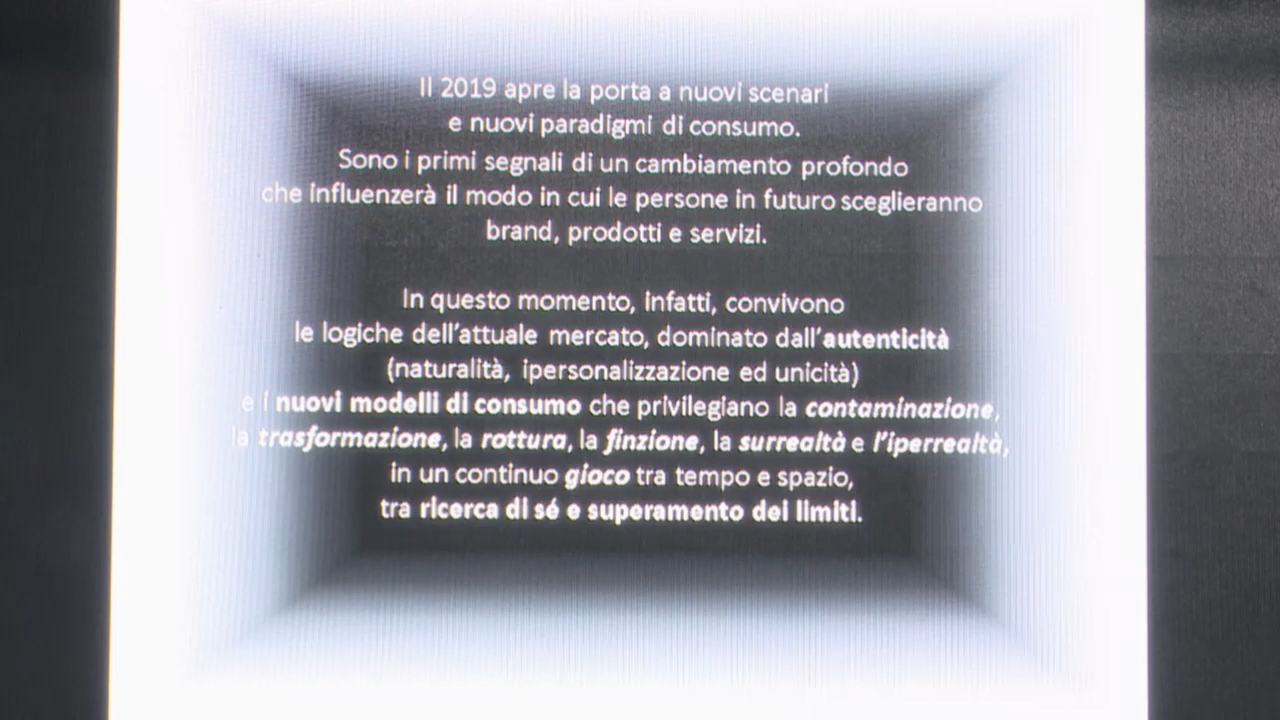 Il 2019 apre la porta a nuovi scenari
e nuovi paradigmi di consumo.
Sono i primi segnali di un cambiamento profondo
che influenzerà il modo in cui le persone in futuro sceglieranno
brand, prodotti e servizi.
In questo momento, infatti, convivono
le logiche dell'attuale mercato, dominato dall'autenticità
(naturalità, ipersonalizzazione ed unicità)
e i nuovi modelli di consumo che privilegiano la contaminazione,
la trasformazione, la rottura, la finzione, la surrealtà e l'iperrealtà,
in un continuo gioco tra tempo e spazio,
tra ricerca di sé e superamento dei limiti.